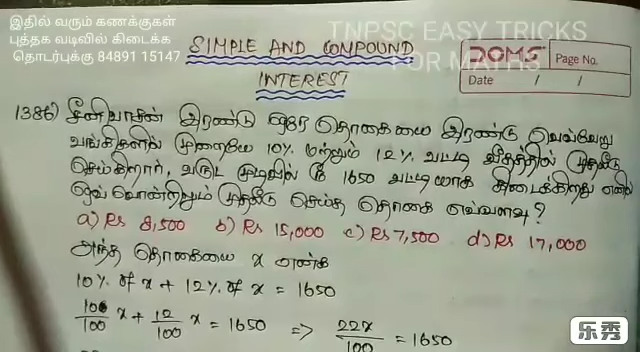 இதில் வரும் கணக்குகள்
புத்தக வடிவில் கிடைக்க
தொடர்புக்கு 84891 15147
TNPSC EASY TRICKS
FOR MATHS
SIMPLE AND COMPOUND
INTEREST
DOMS
Page No.
Date / /
1386) சீனிவாசன் இரண்டு ஒரே தொகையை இரண்டு வெவ்வேறு
வங்கிகளில் முறையே 10% மற்றும் 12% வட்டி வீதத்தில் முதலீடு
செய்கிறார், வருட முடிவில் ரூ 1650 வட்டியாக கிடைக்கிறது எனில்
ஒவ்வொன்றிலும் முதலீடு செய்த தொகை எவ்வளவு?
a) Rs 8,500 b) Rs 15,000 c) Rs 7,500 d) Rs 17,000
அந்த தொகையை x என்க
10% of x + 12% of x = 1650
10/100 x + 12/100 x = 1650 => 22x/100 = 1650
乐秀